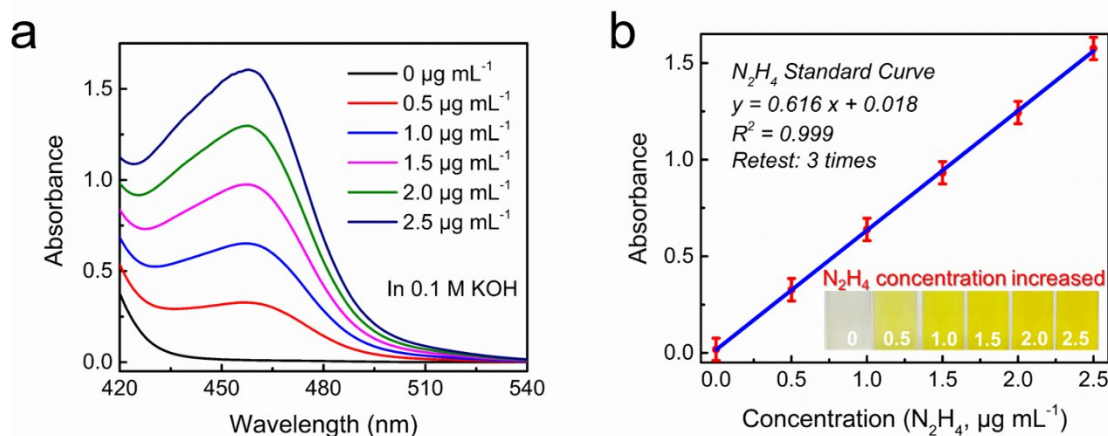 a
Absorbance
1.5
1.0
0.5
0.0
0 µg mL⁻¹
0.5 µg mL⁻¹
1.0 µg mL⁻¹
1.5 µg mL⁻¹
2.0 µg mL⁻¹
2.5 µg mL⁻¹
In 0.1 M KOH
420 450 480 510 540
Wavelength (nm)
b
Absorbance
1.5
1.0
0.5
0.0
N₂H₄ Standard Curve
y = 0.616 x + 0.018
R² = 0.999
Retest: 3 times
N₂H₄ concentration increased
0 0.5 1.0 1.5 2.0 2.5
0.0 0.5 1.0 1.5 2.0 2.5
Concentration (N₂H₄, µg mL⁻¹)